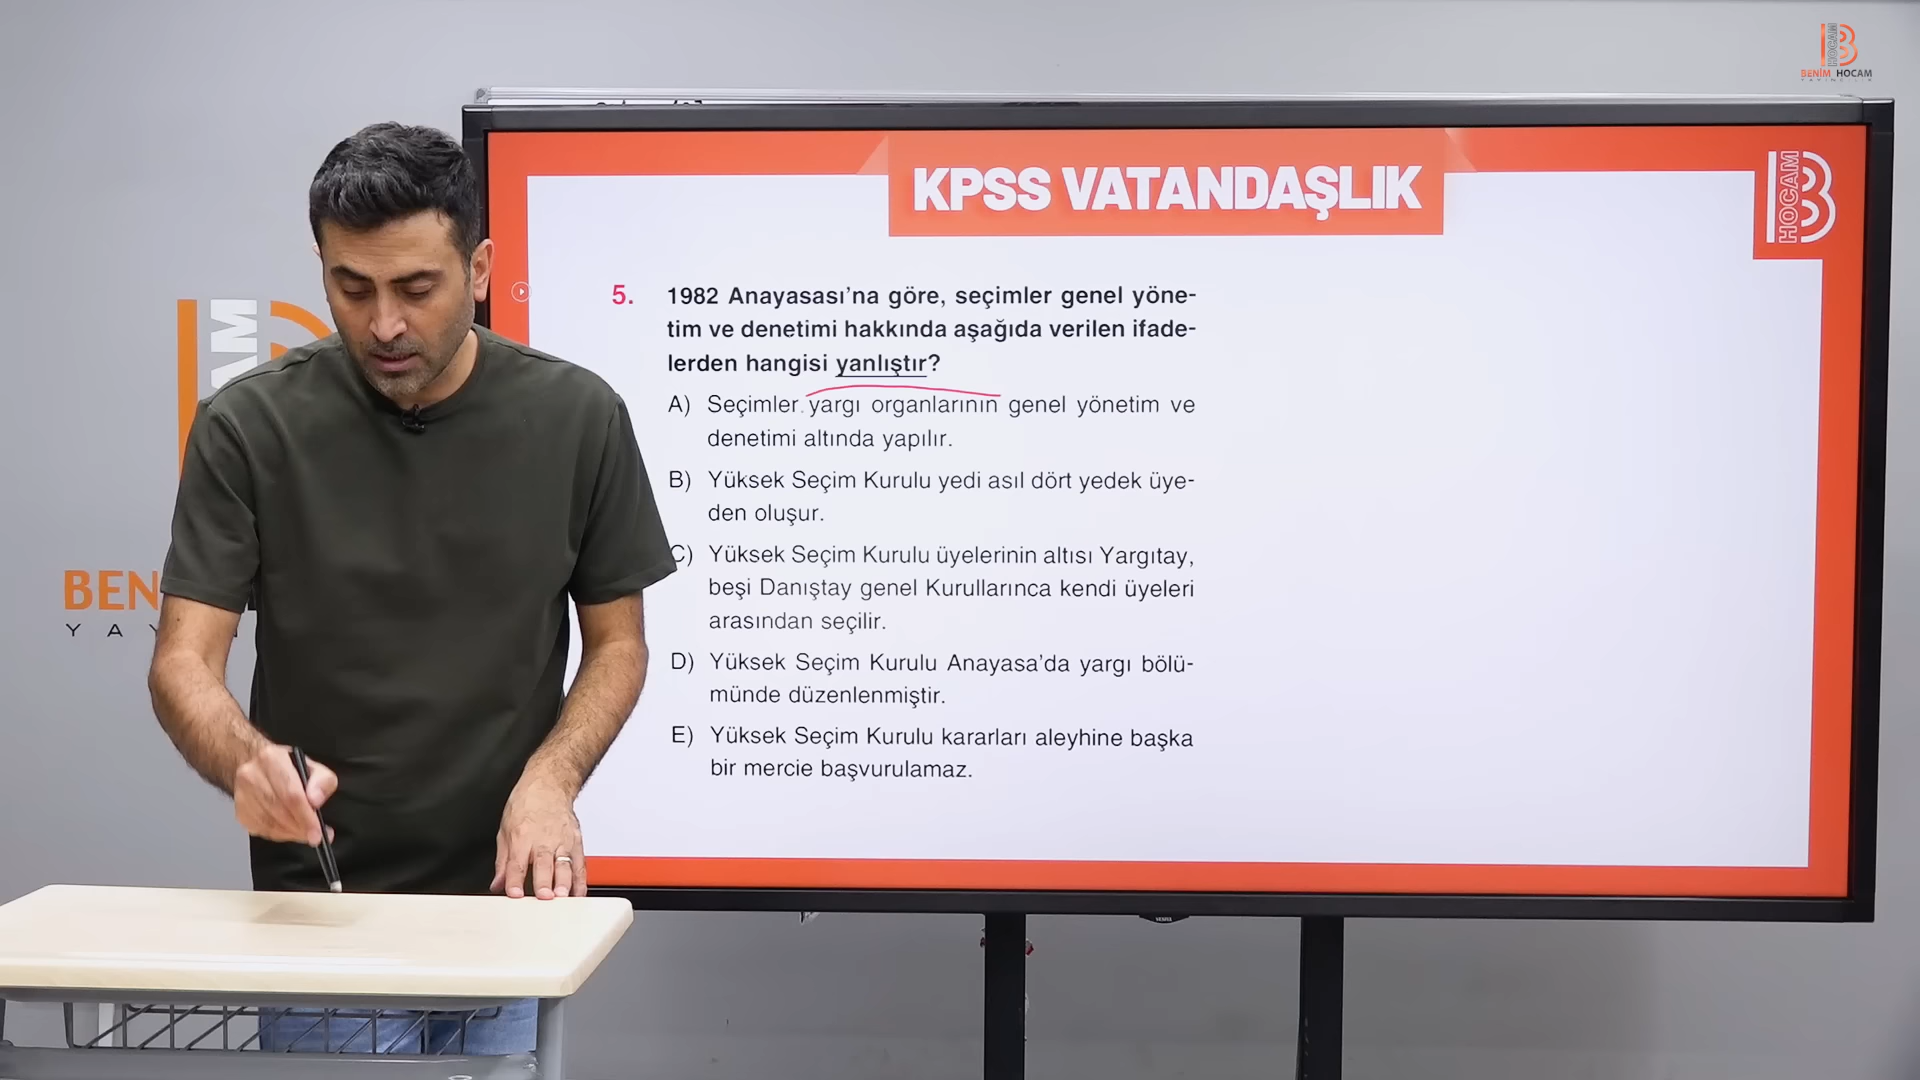 BENİM HOCAM
YAYINCILIK
KPSS VATANDAŞLIK
HOCAM
5. 1982 Anayasası'na göre, seçimler genel yöne-
tim ve denetimi hakkında aşağıda verilen ifade-
lerden hangisi yanlıştır?
A) Seçimler yargı organlarının genel yönetim ve
denetimi altında yapılır.
B) Yüksek Seçim Kurulu yedi asıl dört yedek üye-
den oluşur.
C) Yüksek Seçim Kurulu üyelerinin altısı Yargıtay,
beşi Danıştay genel Kurullarınca kendi üyeleri
arasından seçilir.
D) Yüksek Seçim Kurulu Anayasa'da yargı bölü-
münde düzenlenmiştir.
E) Yüksek Seçim Kurulu kararları aleyhine başka
bir mercie başvurulamaz.
BEN
YAY